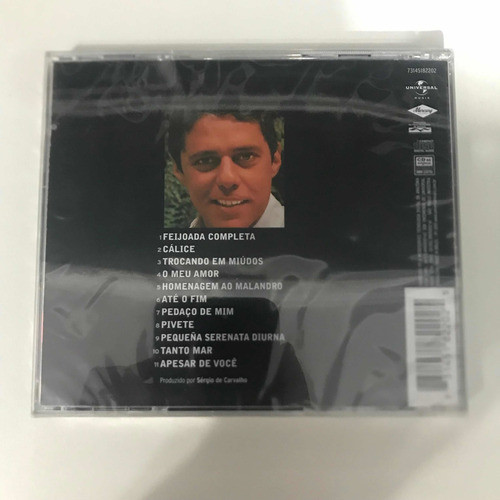 73145182202
UNIVERSAL
MUSIC
Mercury
1 FEIJOADA COMPLETA
2 CÁLICE
3 TROCANDO EM MIÚDOS
4 O MEU AMOR
5 HOMENAGEM AO MALANDRO
6 ATÉ O FIM
7 PEDAÇO DE MIM
8 PIVETE
9 PEQUEÑA SERENATA DIURNA
10 TANTO MAR
11 APESAR DE VOCÊ
Produzido por Sérgio de Carvalho